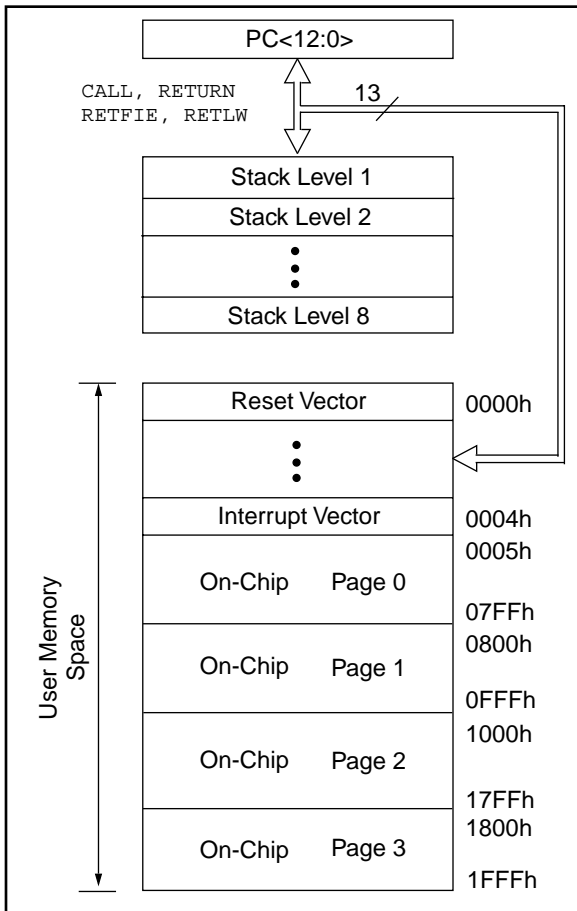 PC<12:0>
CALL, RETURN
RETFIE, RETLW
13
Stack Level 1
Stack Level 2
Stack Level 8
Reset Vector
0000h
Interrupt Vector
0004h
0005h
On-Chip Page 0
07FFh
0800h
On-Chip Page 1
0FFFh
1000h
On-Chip Page 2
17FFh
1800h
On-Chip Page 3
1FFFh
User Memory
Space